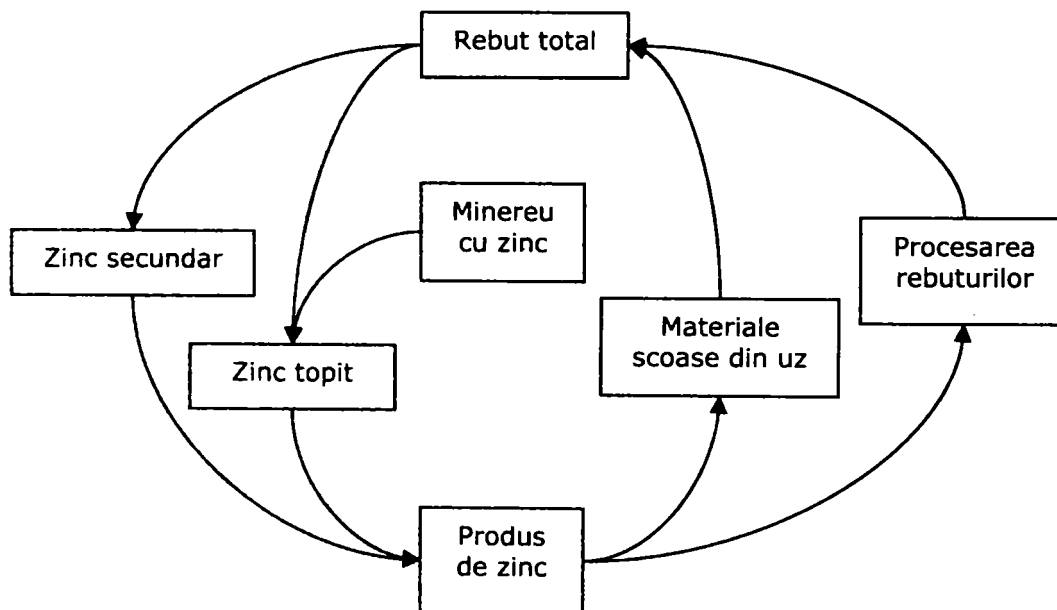 Rebut total
Minereu
cu zinc
Procesarea
rebuturilor
Zinc secundar
Materiale
scoase din uz
Zinc topit
Produs
de zinc